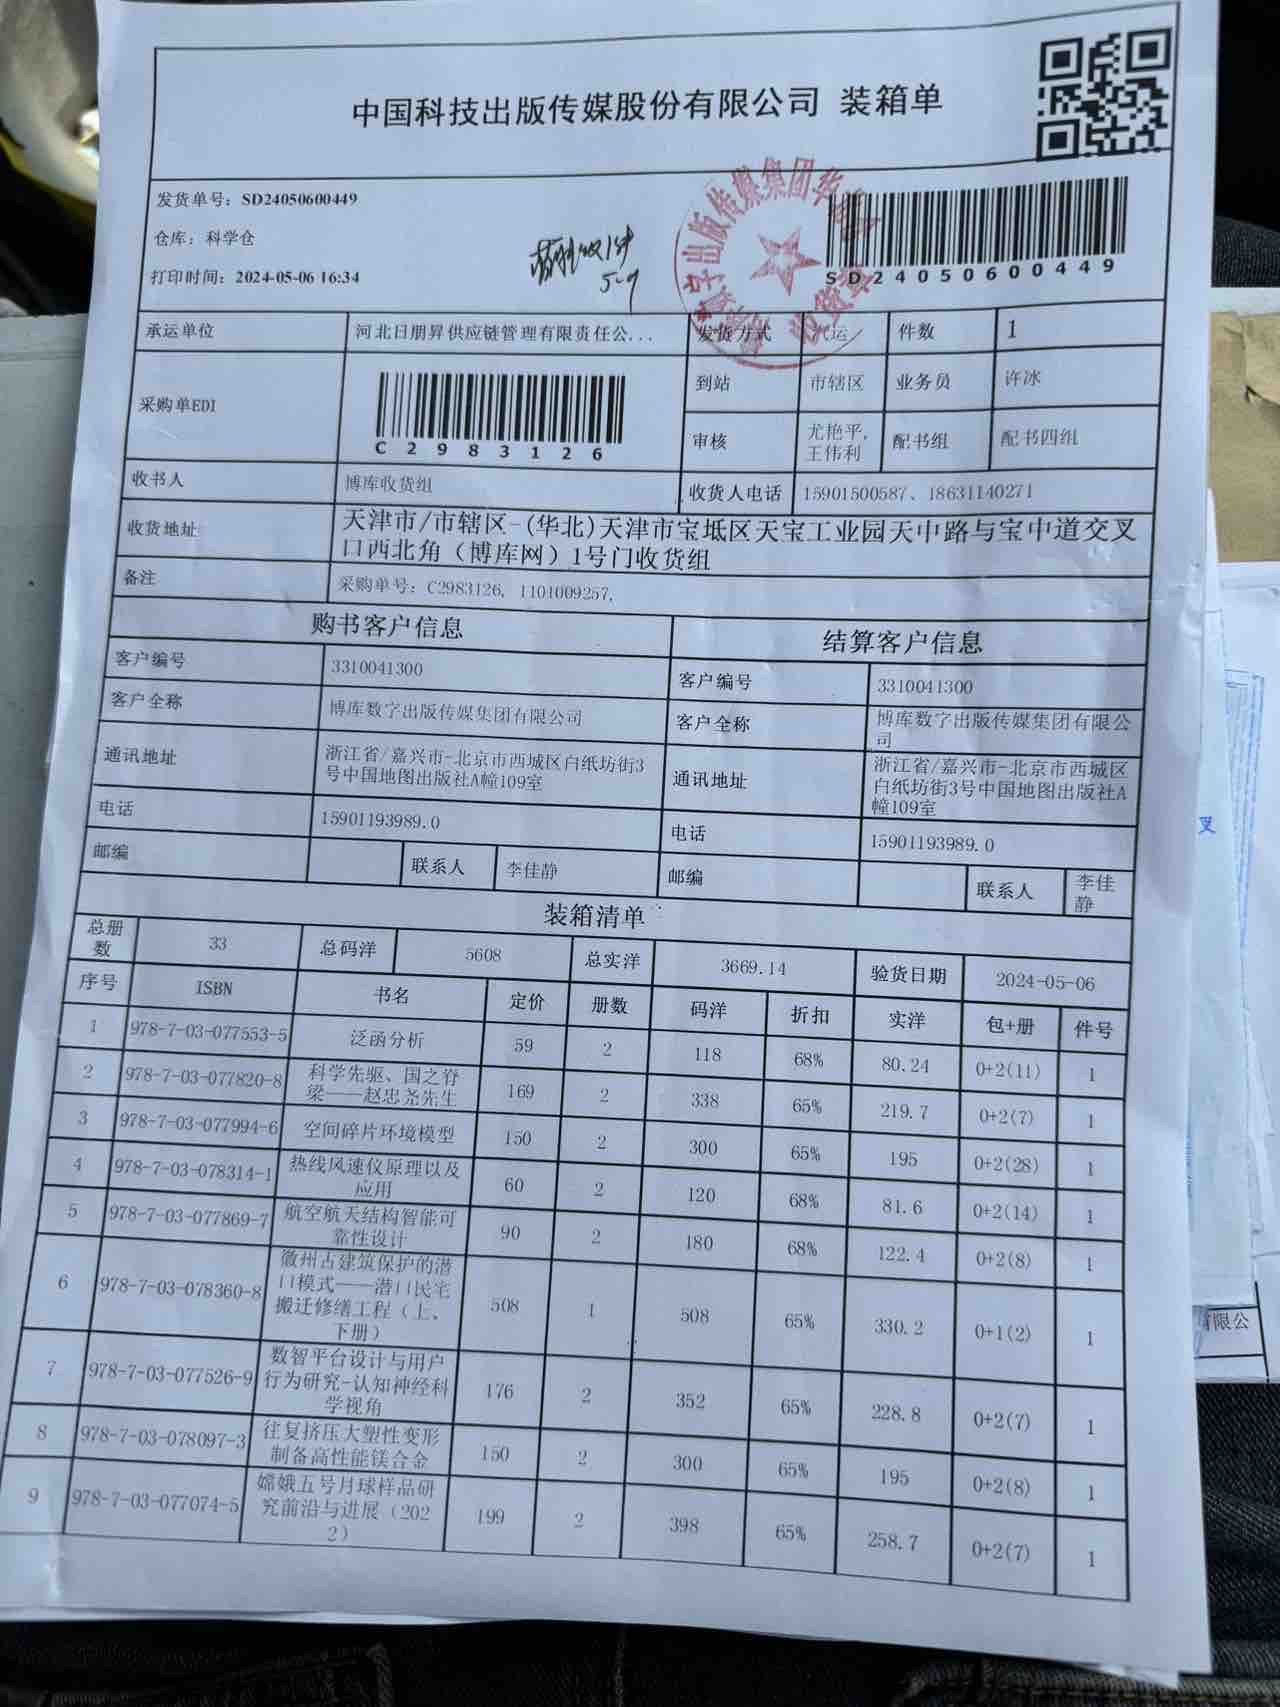 中国科技出版传媒股份有限公司 装箱单
发货单号：SD24050600449
仓库：科学仓
打印时间：2024-05-06 16:34
5.9
SD24050600449
承运单位 河北日朋昇供应链管理有限责任公... 发货方式 代运 件数 1
采购单EDI C2983126 到站 市辖区 业务员 许冰
审核 尤艳平, 王伟利 配书组 配书四组
收书人 博库收货组 收货人电话 15901500587、18631140271
收货地址 天津市/市辖区-(华北)天津市宝坻区天宝工业园天中路与宝中道交叉
口西北角（博库网）1号门收货组
备注 采购单号：C2983126, 1101009257,
购书客户信息 结算客户信息
客户编号 3310041300 客户编号 3310041300
客户全称 博库数字出版传媒集团有限公司 客户全称 博库数字出版传媒集团有限公
司
通讯地址 浙江省/嘉兴市-北京市西城区白纸坊街3
号中国地图出版社A幢109室
通讯地址 浙江省/嘉兴市-北京市西城区
白纸坊街3号中国地图出版社A
幢109室
电话 15901193989.0 电话 15901193989.0
邮编 联系人 李佳静 邮编 联系人 李佳
静
装箱清单
总册
数 33 总码洋 5608 总实洋 3669.14 验货日期 2024-05-06
序号 ISBN 书名 定价 册数 码洋 折扣 实洋 包+册 件号
1 978-7-03-077553-5 泛函分析 59 2 118 68% 80.24 0+2(11) 1
2 978-7-03-077820-8 科学先驱、国之脊
梁——赵忠尧先生 169 2 338 65% 219.7 0+2(7) 1
3 978-7-03-077994-6 空间碎片环境模型 150 2 300 65% 195 0+2(28) 1
4 978-7-03-078314-1 热线风速仪原理以及
应用 60 2 120 68% 81.6 0+2(14) 1
5 978-7-03-077869-7 航空航天结构智能可
靠性设计 90 2 180 68% 122.4 0+2(8) 1
6 978-7-03-078360-8 徽州古建筑保护的潜
口模式——潜口民宅
搬迁修缮工程（上、
下册） 508 1 508 65% 330.2 0+1(2) 1
7 978-7-03-077526-9 数智平台设计与用户
行为研究-认知神经科
学视角 176 2 352 65% 228.8 0+2(7) 1
8 978-7-03-078097-3 往复挤压大塑性变形
制备高性能镁合金 150 2 300 65% 195 0+2(8) 1
9 978-7-03-077074-5 嫦娥五号月球样品研
究前沿与进展（202
2） 199 2 398 65% 258.7 0+2(7) 1
叉
有限公